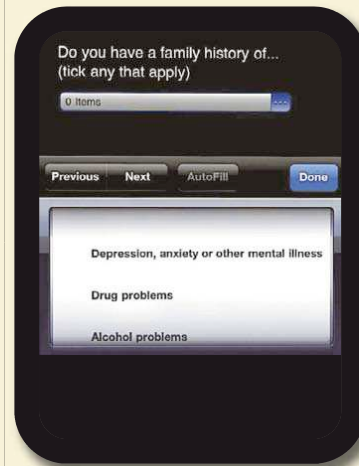 Do you have a family history of...
(tick any that apply)
0 Items ...
Previous Next AutoFill Done
Depression, anxiety or other mental illness
Drug problems
Alcohol problems